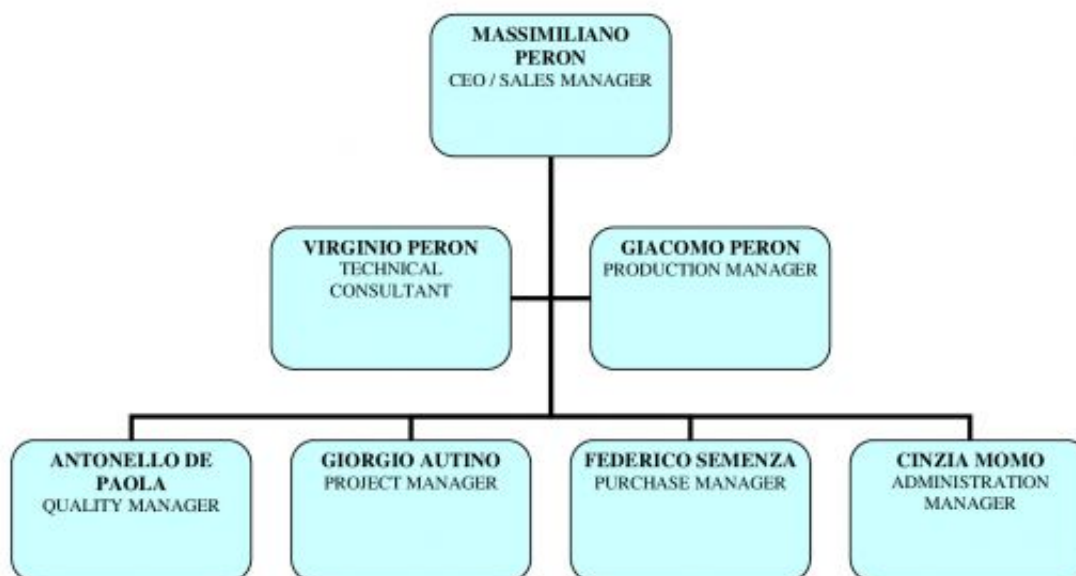 MASSIMILIANO
PERON
CEO / SALES MANAGER
VIRGINIO PERON
TECHNICAL
CONSULTANT
GIACOMO PERON
PRODUCTION MANAGER
ANTONELLO DE
PAOLA
QUALITY MANAGER
GIORGIO AUTINO
PROJECT MANAGER
FEDERICO SEMENZA
PURCHASE MANAGER
CINZIA MOMO
ADMINISTRATION
MANAGER